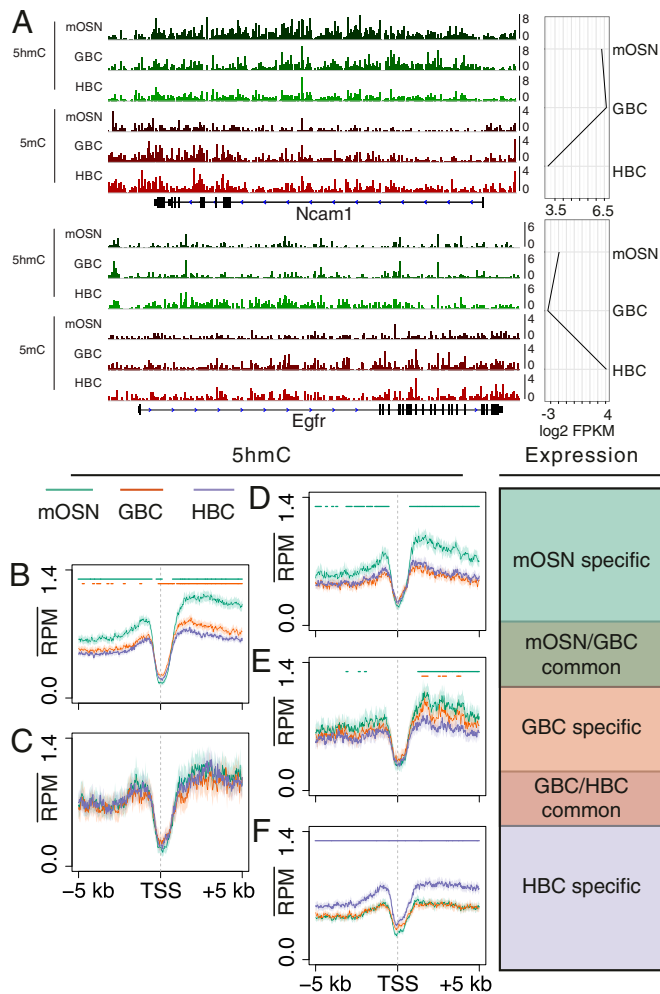 A
5hmC
mOSN
8
0
GBC
8
0
HBC
8
0
5mC
mOSN
4
0
GBC
4
0
HBC
4
0
Ncam1
mOSN
GBC
HBC
3.5 6.5
5hmC
mOSN
6
0
GBC
6
0
HBC
6
0
5mC
mOSN
4
0
GBC
4
0
HBC
4
0
Egfr
mOSN
GBC
HBC
-3 4
log2 FPKM
5hmC
Expression
mOSN GBC HBC
B
RPM
0.0 1.4
C
RPM
0.0 1.4
−5 kb TSS +5 kb
D
RPM
0.0 1.4
E
RPM
0.0 1.4
F
RPM
0.0 1.4
−5 kb TSS +5 kb
mOSN specific
mOSN/GBC
common
GBC specific
GBC/HBC
common
HBC specific